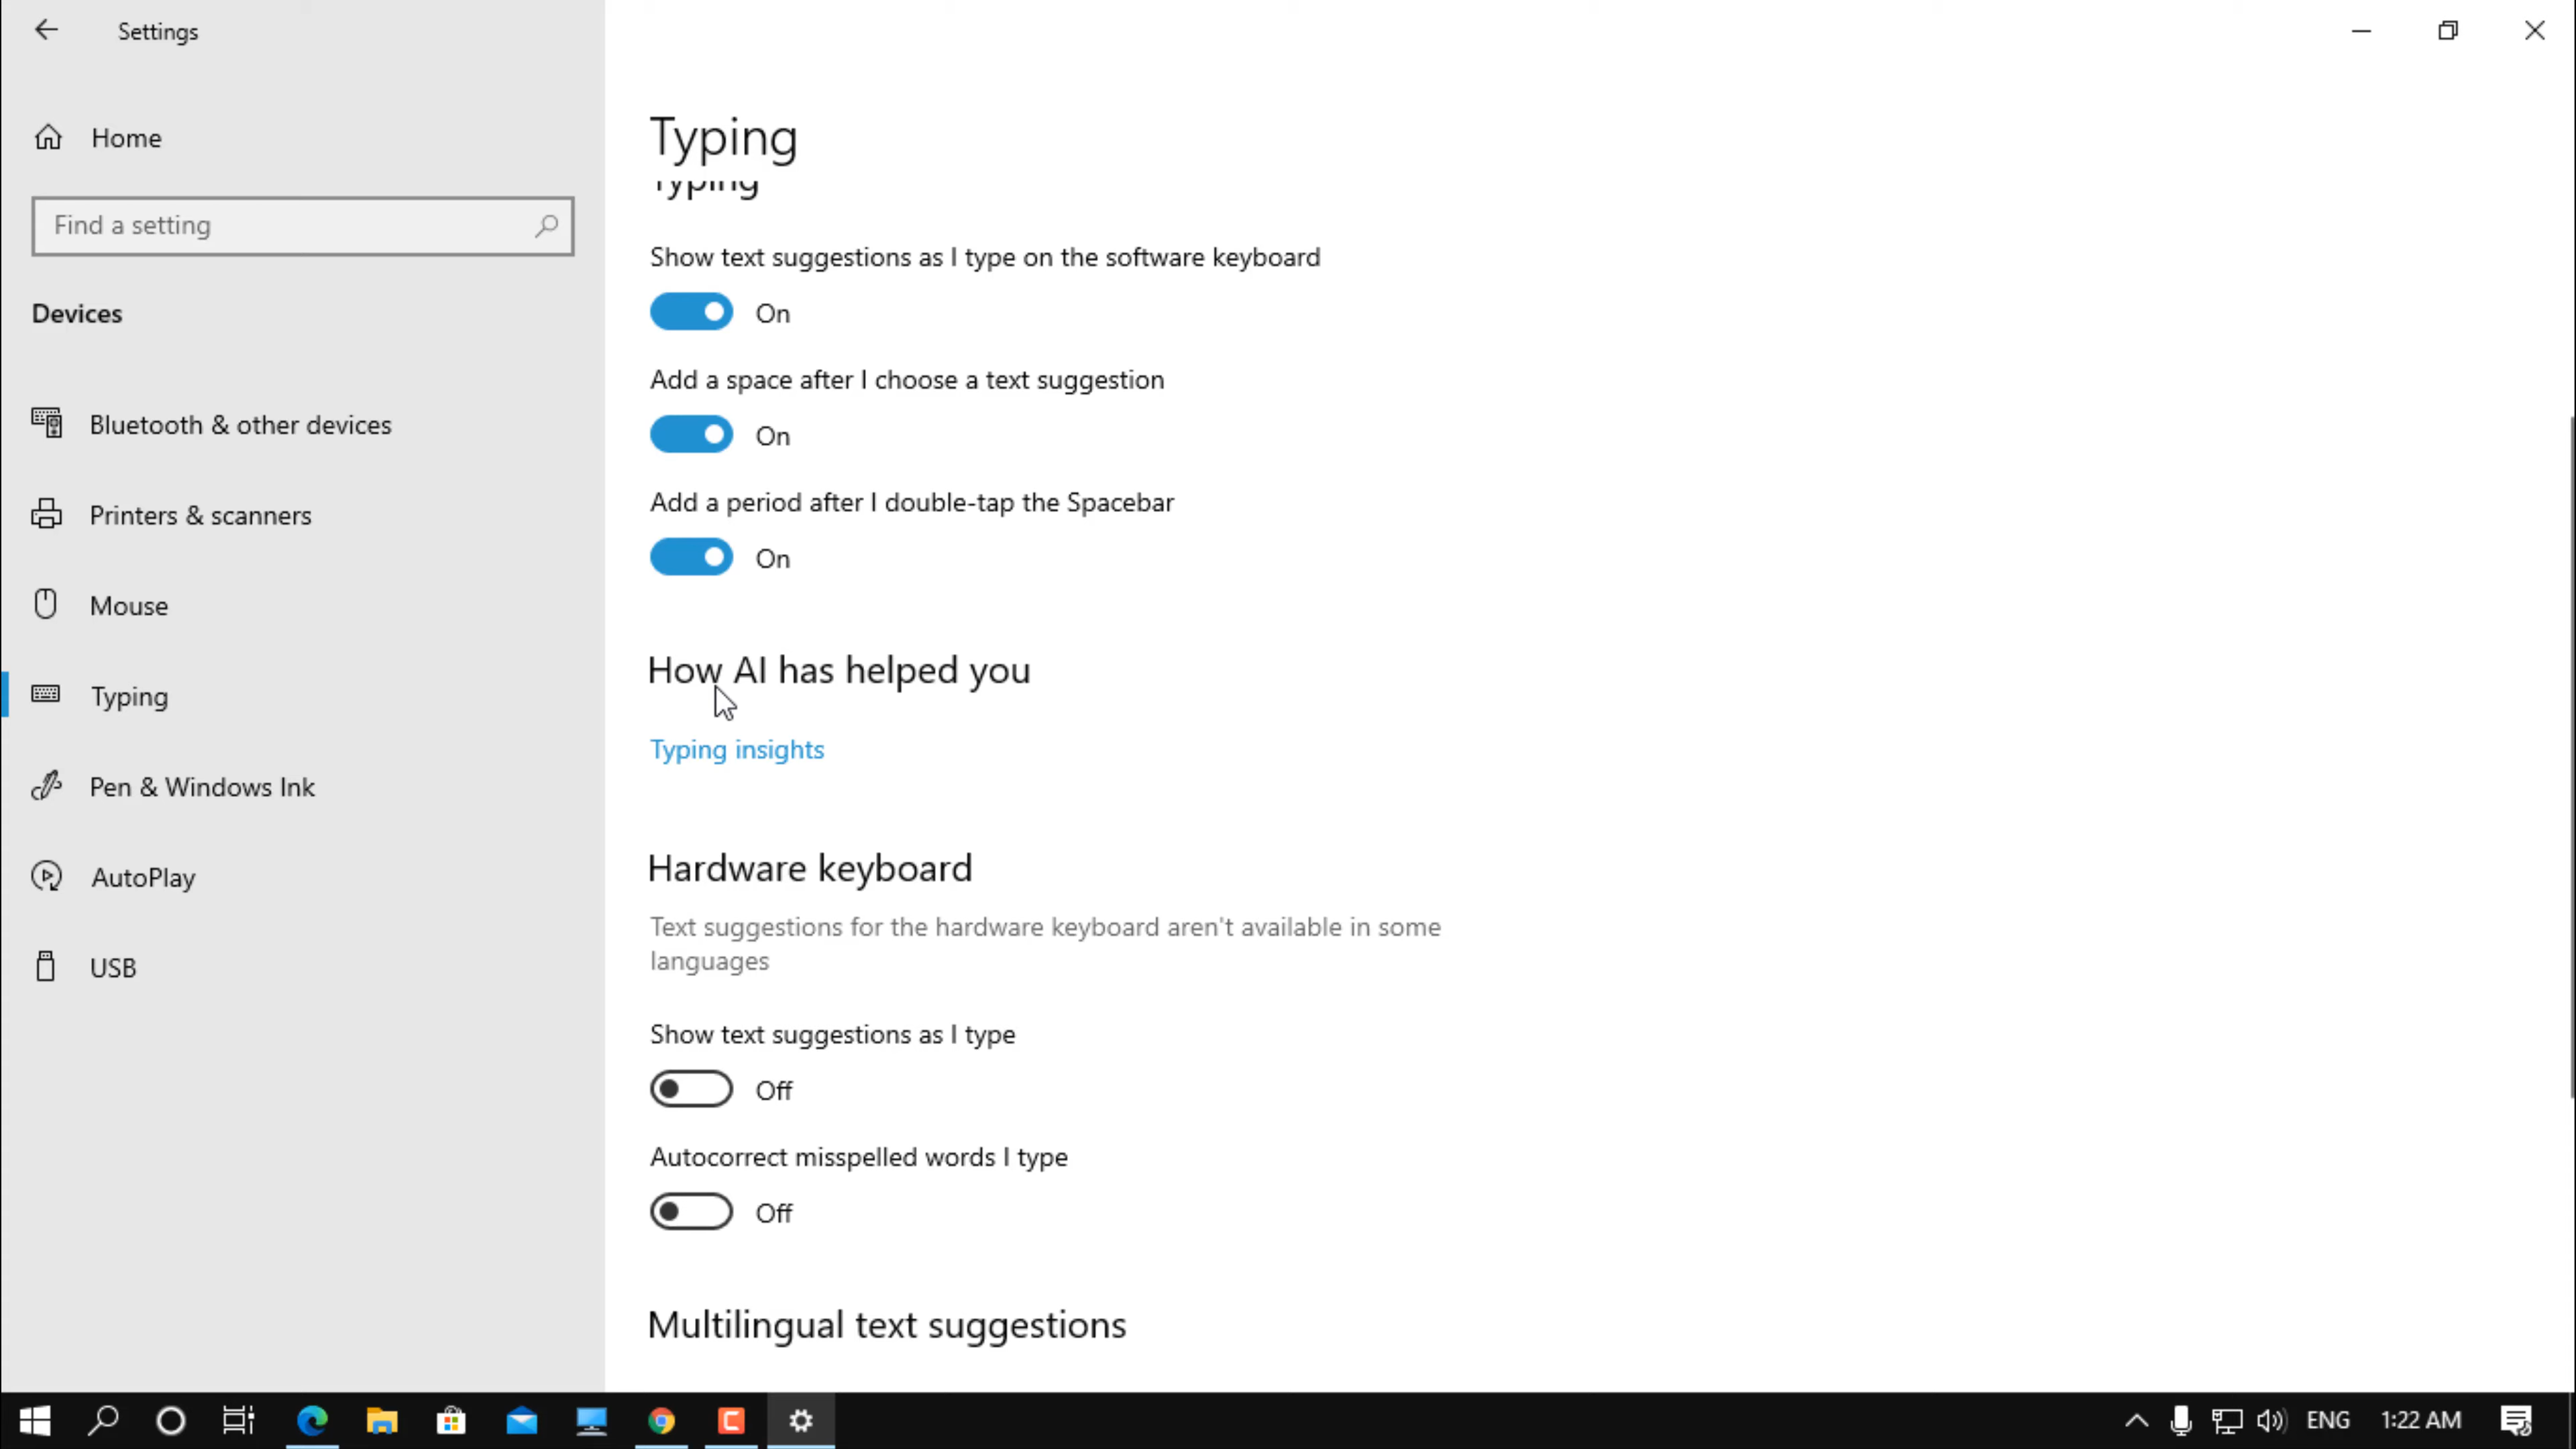 Settings
Home
Find a setting
Devices
Bluetooth & other devices
Printers & scanners
Mouse
Typing
Pen & Windows Ink
AutoPlay
USB
Typing
Typing
Show text suggestions as I type on the software keyboard
On
Add a space after I choose a text suggestion
On
Add a period after I double-tap the Spacebar
On
How AI has helped you
Typing insights
Hardware keyboard
Text suggestions for the hardware keyboard aren't available in some
languages
Show text suggestions as I type
Off
Autocorrect misspelled words I type
Off
Multilingual text suggestions
ENG
1:22 AM